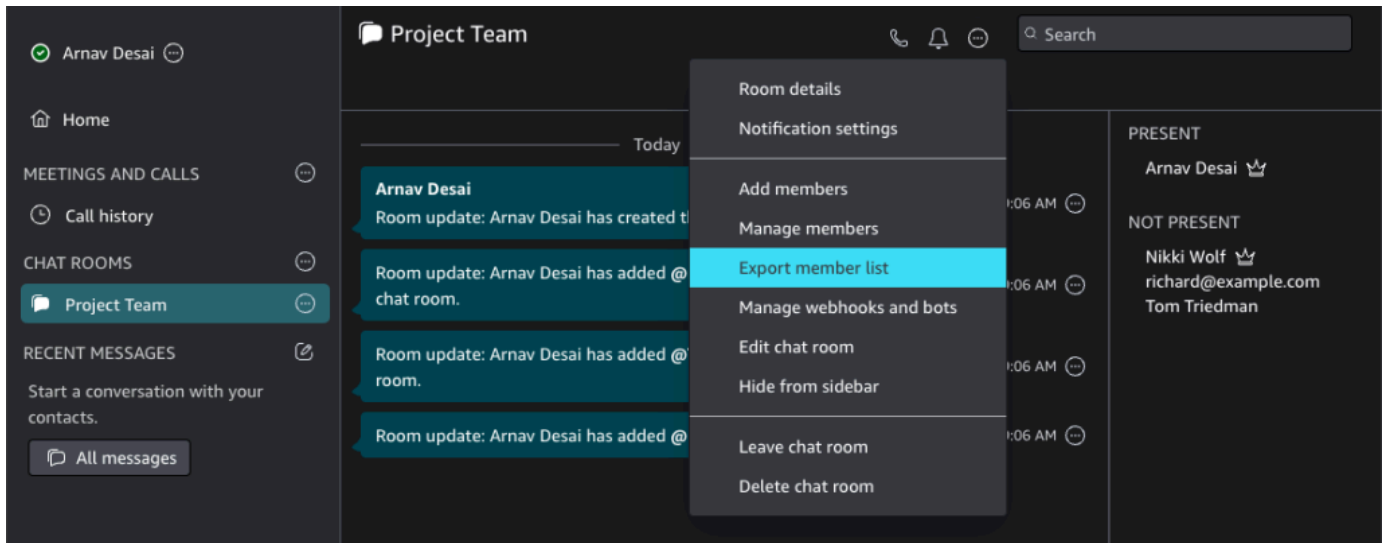 Arnav Desai
Home
MEETINGS AND CALLS
Call history
CHAT ROOMS
Project Team
RECENT MESSAGES
Start a conversation with your
contacts.
All messages
Project Team
Search
Today
Arnav Desai
Room update: Arnav Desai has created
:06 AM
Room update: Arnav Desai has added @
chat room.
:06 AM
Room update: Arnav Desai has added @
room.
:06 AM
Room update: Arnav Desai has added @
:06 AM
Room details
Notification settings
Add members
Manage members
Export member list
Manage webhooks and bots
Edit chat room
Hide from sidebar
Leave chat room
Delete chat room
PRESENT
Arnav Desai
NOT PRESENT
Nikki Wolf
richard@example.com
Tom Triedman